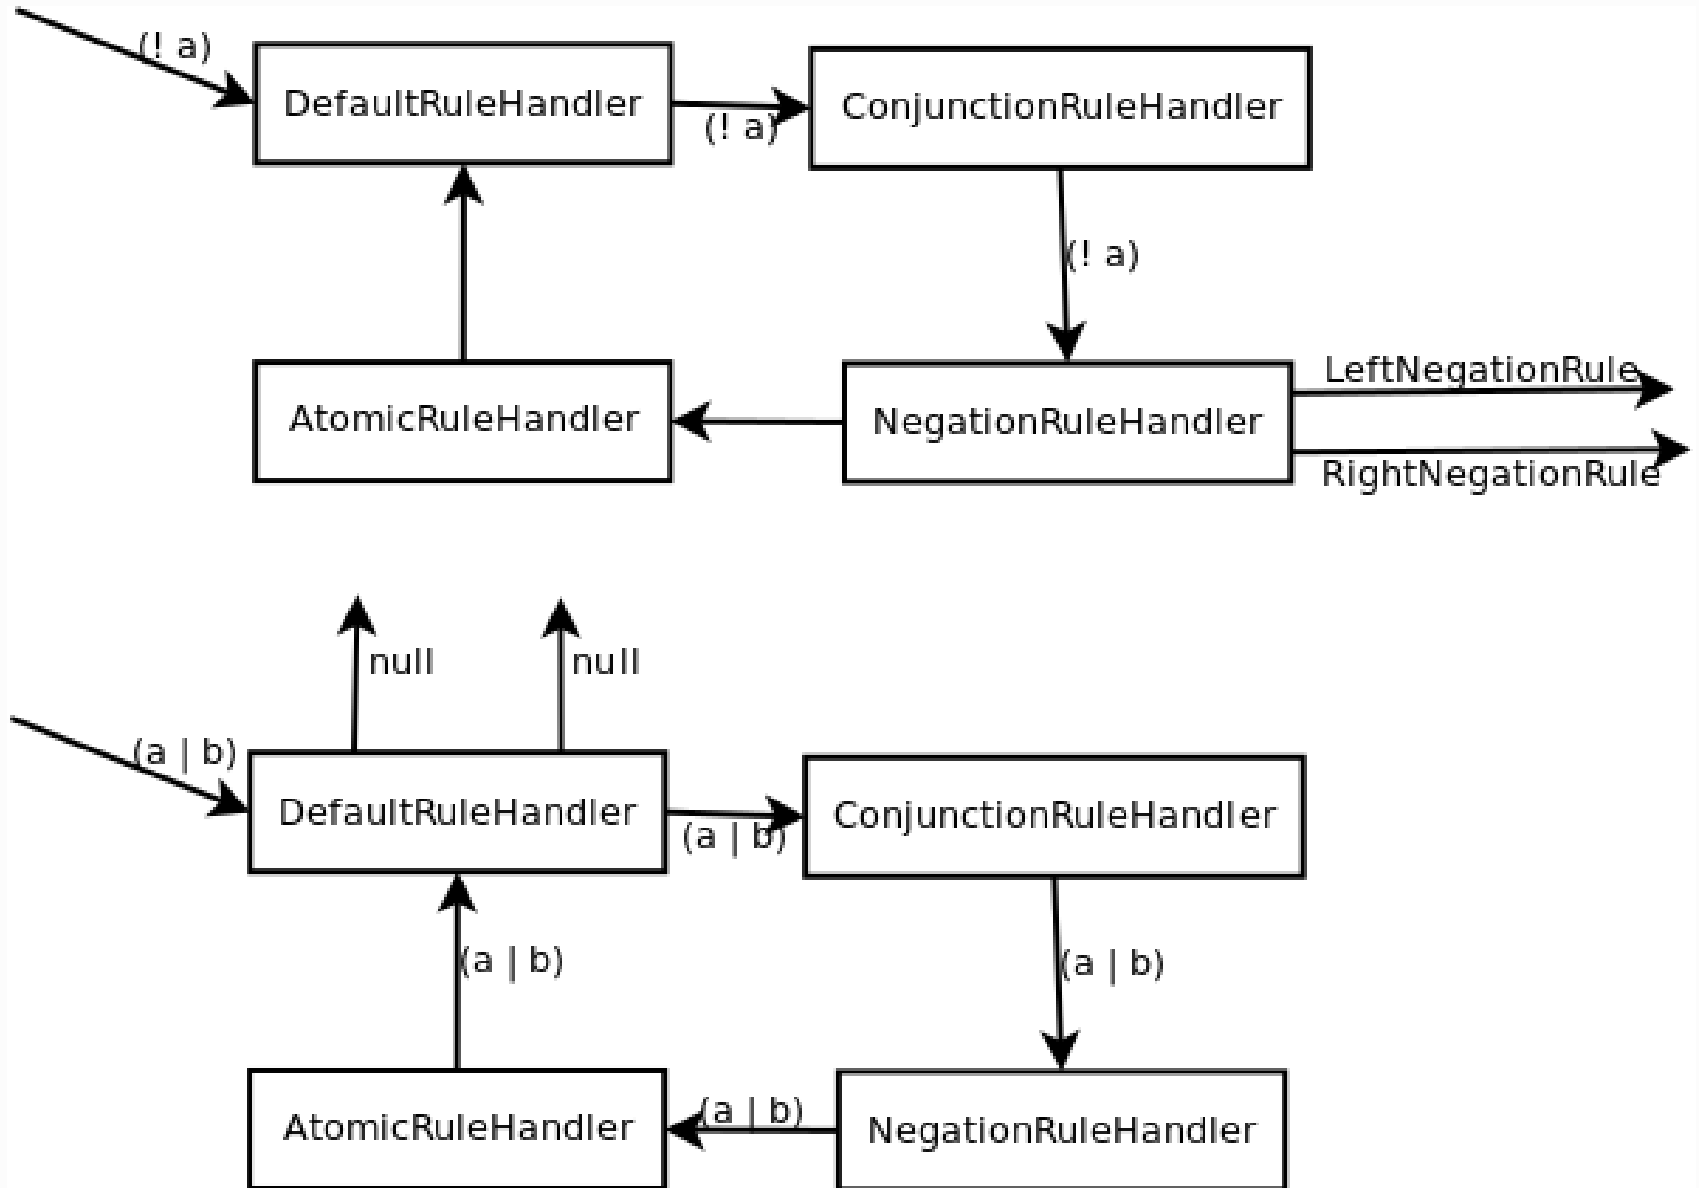 (! a)
DefaultRuleHandler
(! a)
ConjunctionRuleHandler
(! a)
AtomicRuleHandler
NegationRuleHandler
LeftNegationRule
RightNegationRule
null
null
(a | b)
DefaultRuleHandler
(a | b)
ConjunctionRuleHandler
(a | b)
(a | b)
AtomicRuleHandler
(a | b)
NegationRuleHandler